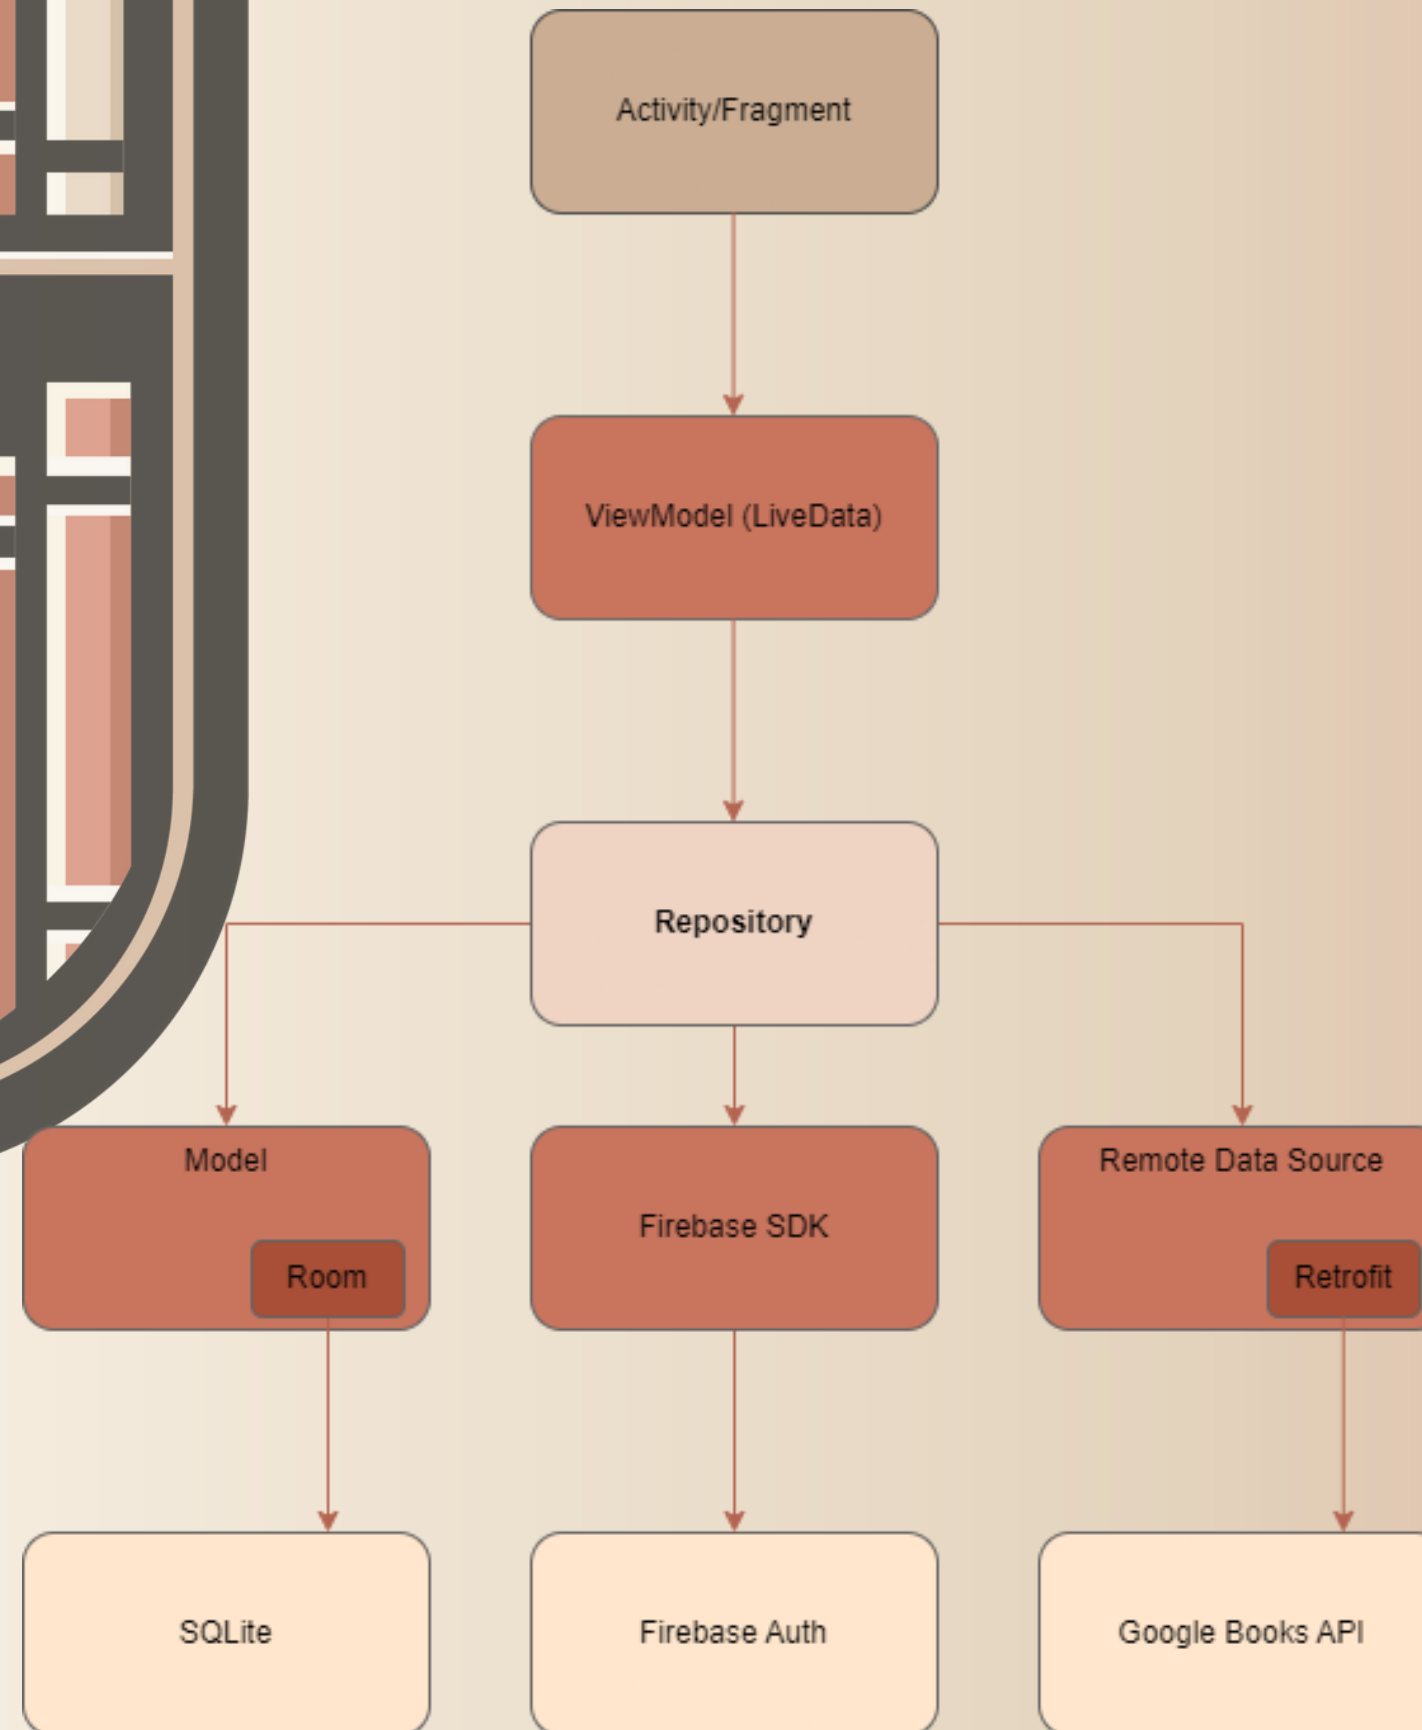 Activity/Fragment
ViewModel (LiveData)
Repository
Model
Room
Firebase SDK
Remote Data Source
Retrofit
SQLite
Firebase Auth
Google Books API